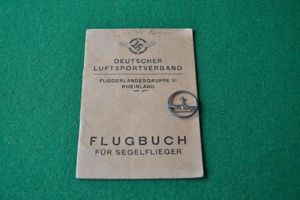 DEUTSCHER
LUFTSPORTVERBAND
FLIEGERLANDESGRUPPE VI
RHEINLAND
FLUGBUCH
FÜR SEGELFLIEGER